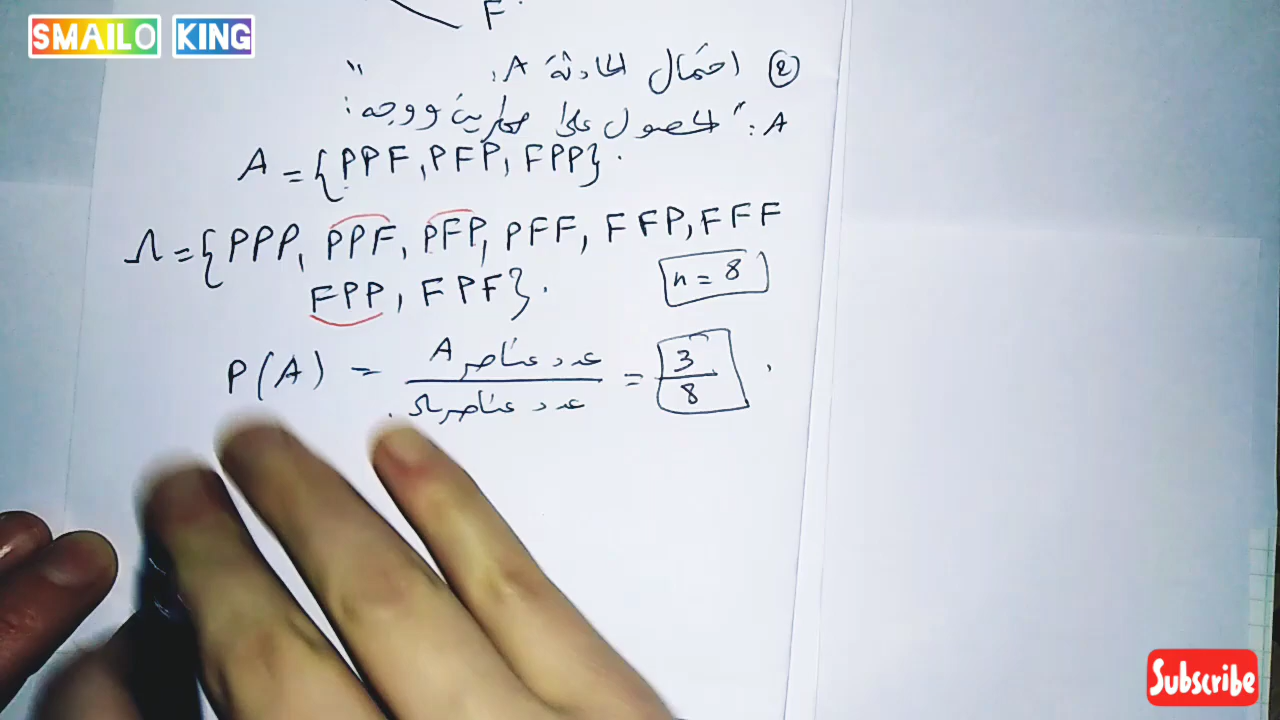 SMAILO KING
F.
② احتمال الحادثة A:
A: "الحصول على ووجه:"
A = {PPF, PFP, FPP}.
Ω = {PPP, PPF, PFP, PFF, FFP, FFF
FPP, FPF}.
n = 8
P(A) = عدد عناصر A / عدد عناصر Ω = 3/8.
Subscribe